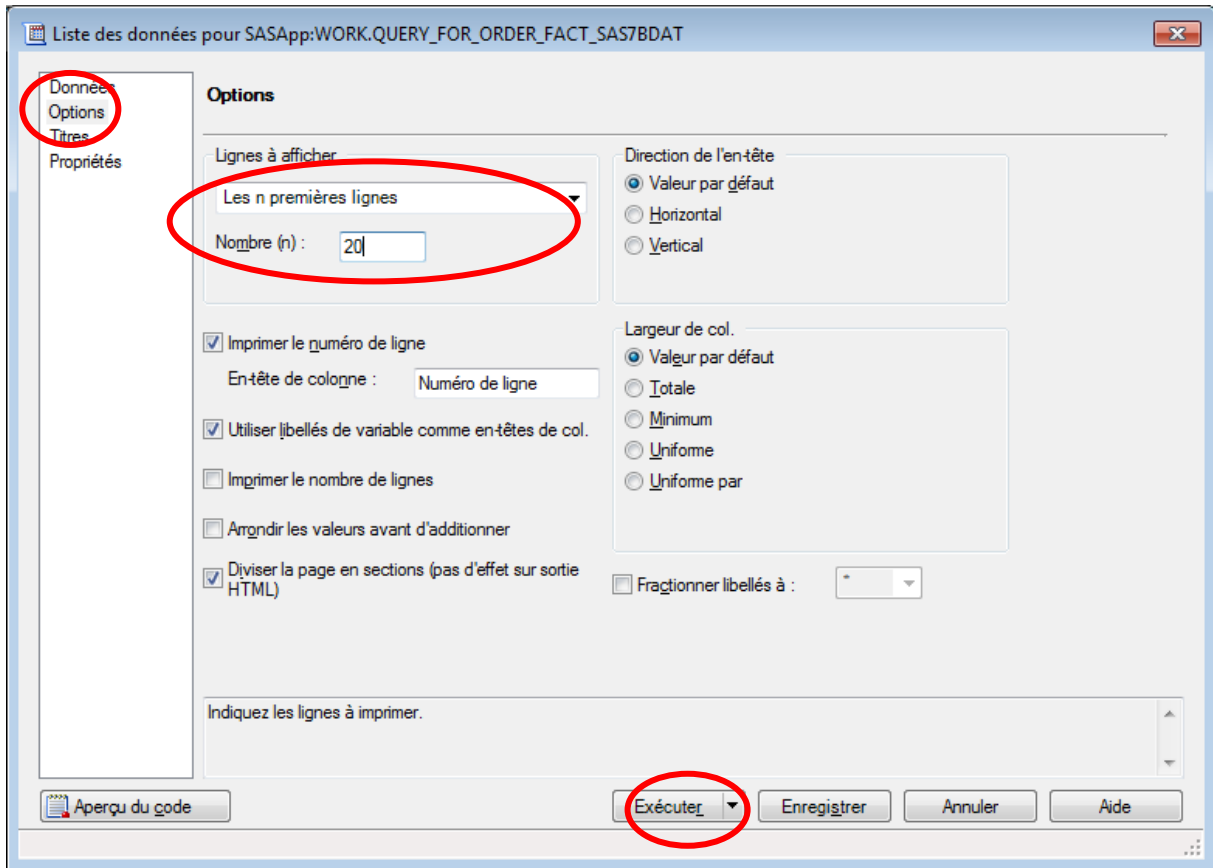 Liste des données pour SASApp:WORK.QUERY_FOR_ORDER_FACT_SAS7BDAT
Données
Options
Titres
Propriétés
Options
Lignes à afficher
Les n premières lignes
Nombre (n) :
20
Imprimer le numéro de ligne
En-tête de colonne :
Numéro de ligne
Utiliser libellés de variable comme en-têtes de col.
Imprimer le nombre de lignes
Arrondir les valeurs avant d'additionner
Diviser la page en sections (pas d'effet sur sortie
HTML)
Direction de l'en-tête
Valeur par défaut
Horizontal
Vertical
Largeur de col.
Valeur par défaut
Totale
Minimum
Uniforme
Uniforme par
Fractionner libellés à :
*
Indiquez les lignes à imprimer.
Aperçu du code
Exécuter
Enregistrer
Annuler
Aide